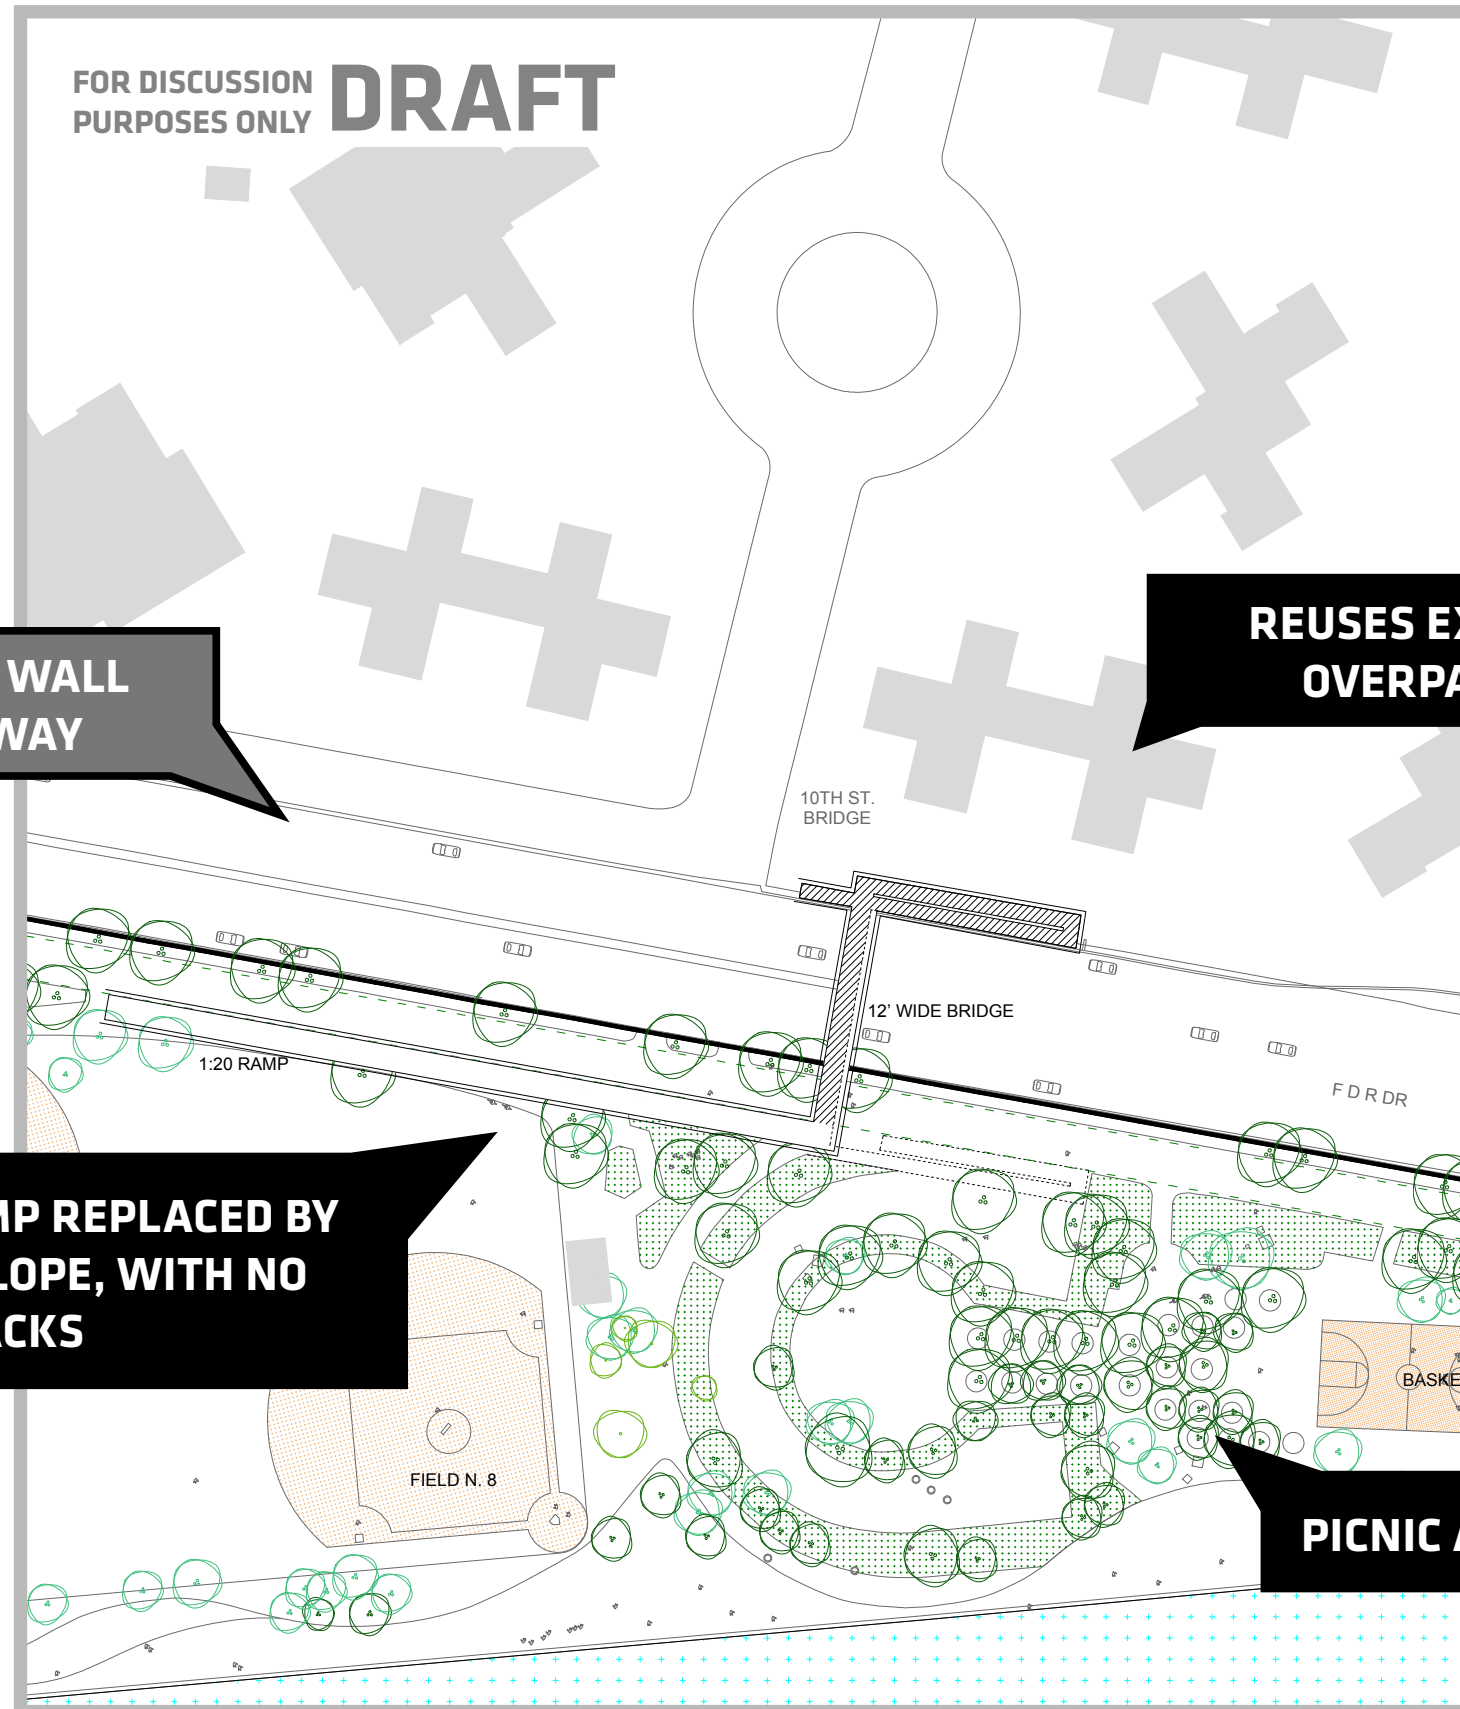 FOR DISCUSSION
PURPOSES ONLY
DRAFT
WALL
WAY
REUSES EX
OVERPA
10TH ST.
BRIDGE
12' WIDE BRIDGE
1:20 RAMP
F D R DR
MP REPLACED BY
LOPE, WITH NO
ACKS
BASKE
FIELD N. 8
PICNIC A